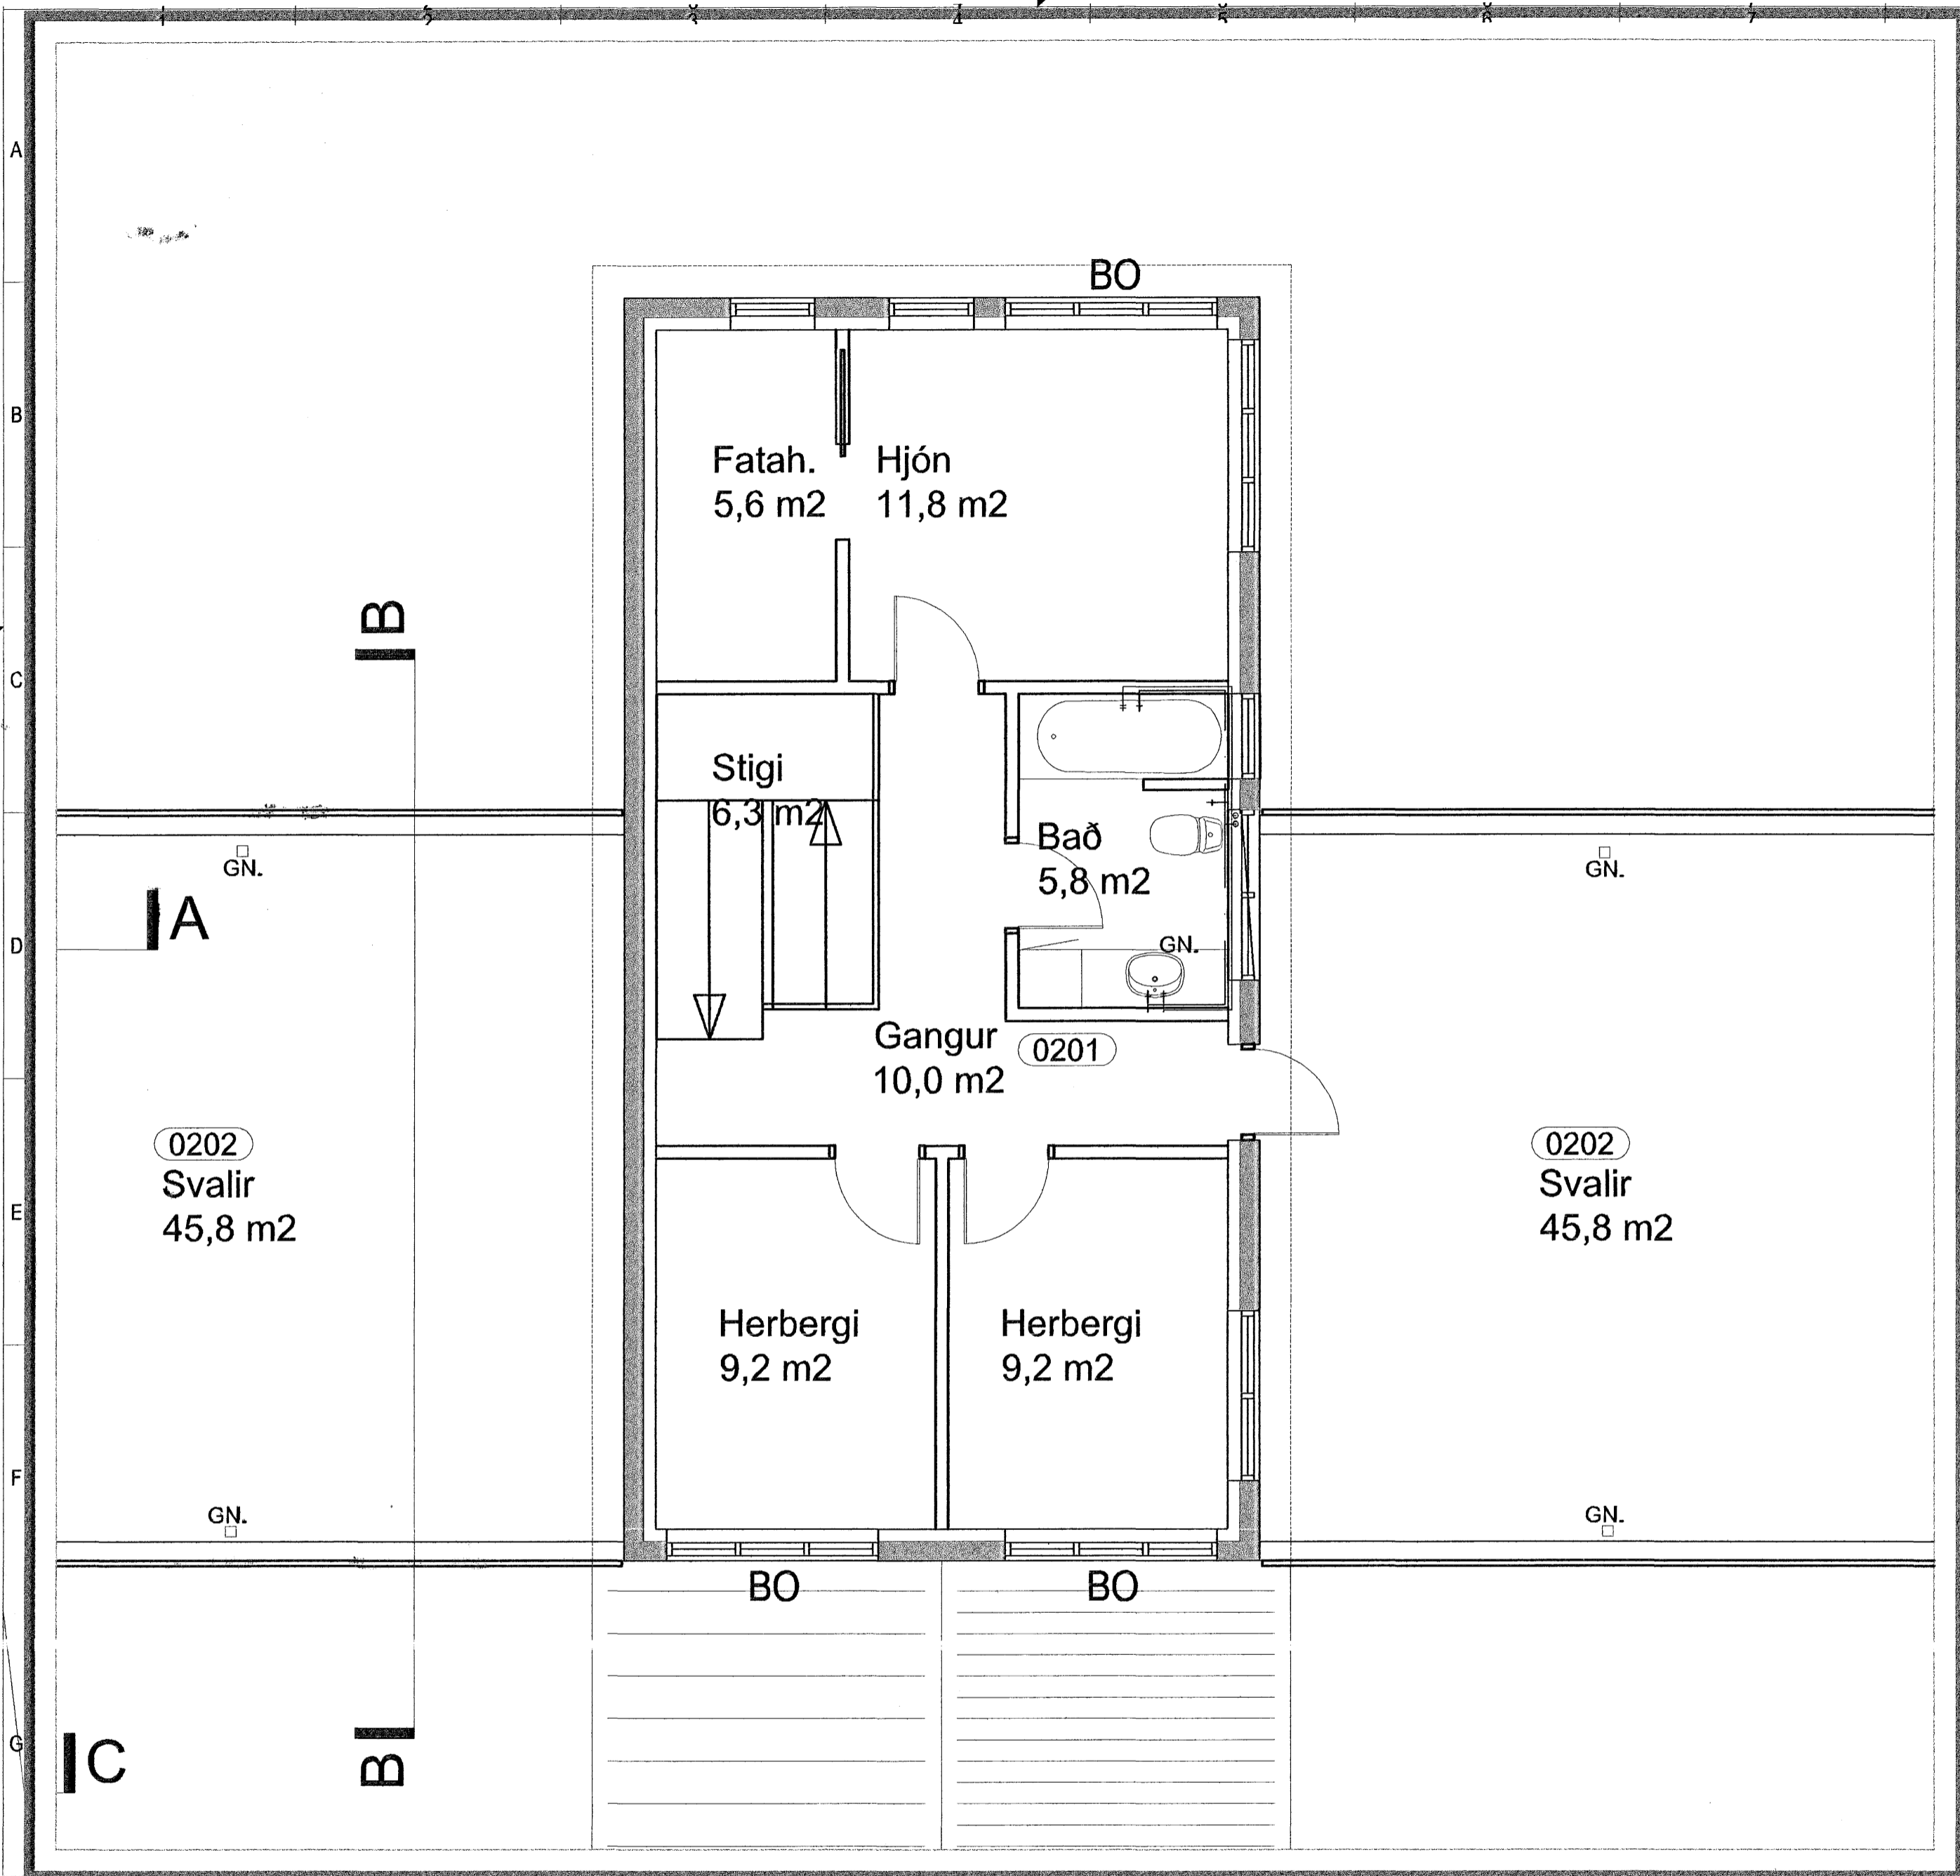 A
B
C
D
E
F
G
BO
Fatah.
5,6 m2
Hjón
11,8 m2
B
Stigi
6,3 m2
Bað
5,8 m2
GN.
GN.
GN.
A
Gangur
10,0 m2
0201
0202
Svalir
45,8 m2
0202
Svalir
45,8 m2
Herbergi
9,2 m2
Herbergi
9,2 m2
GN.
GN.
BO
BO
C
B